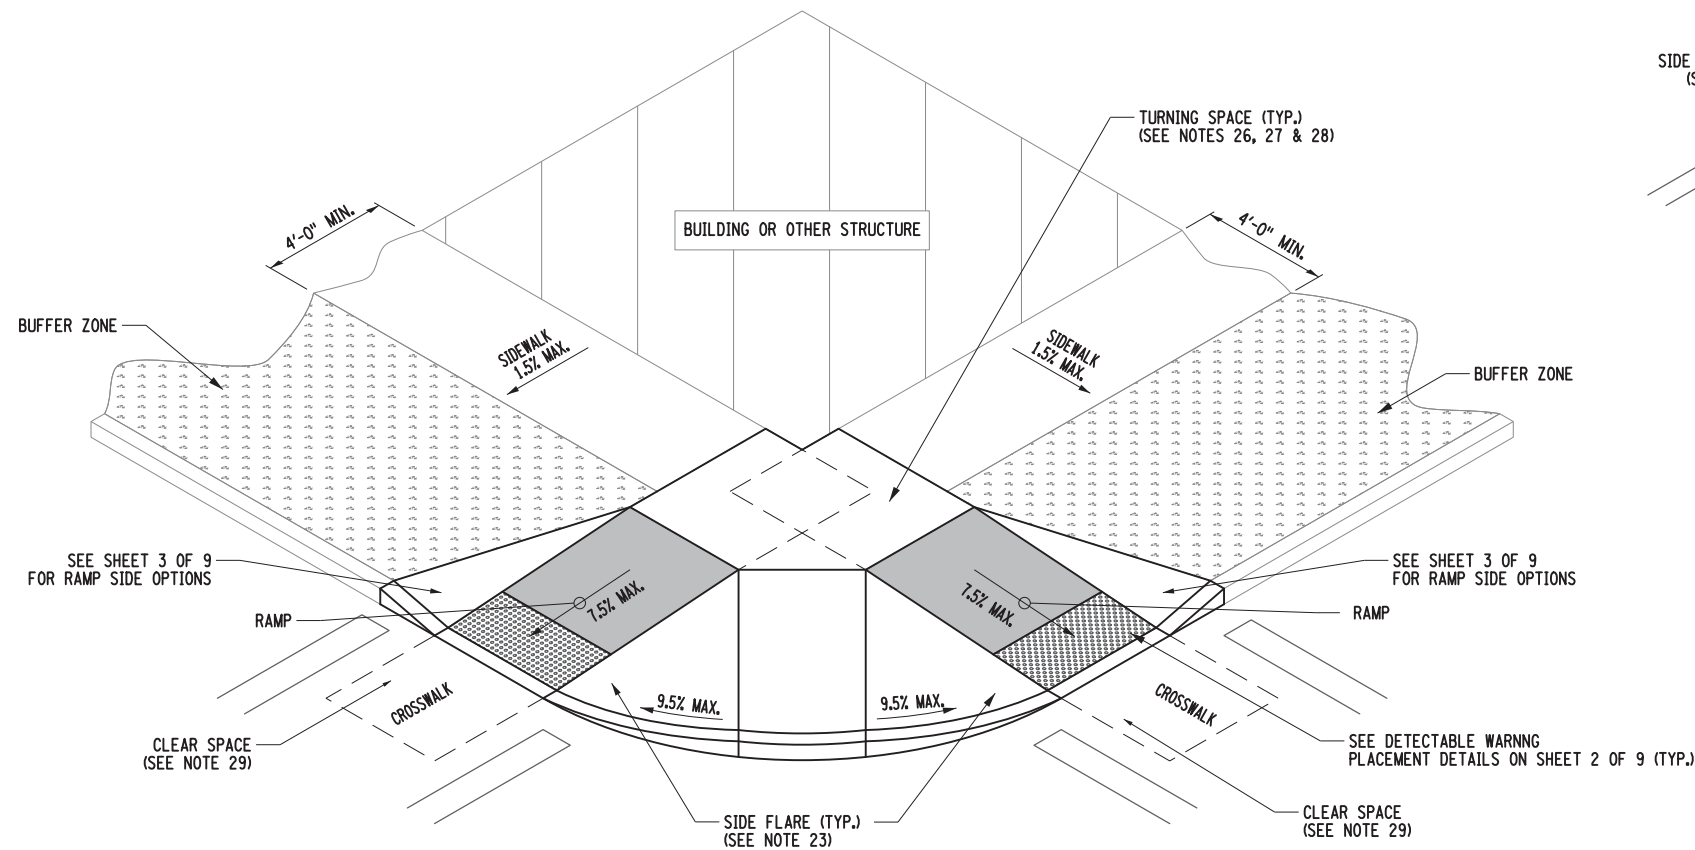 SIDE
(S
TURNING SPACE (TYP.)
(SEE NOTES 26, 27 & 28)
4'-0" MIN.
BUILDING OR OTHER STRUCTURE
4'-0" MIN.
BUFFER ZONE
SIDEWALK
1.5% MAX.
SIDEWALK
1.5% MAX.
BUFFER ZONE
SEE SHEET 3 OF 9
FOR RAMP SIDE OPTIONS
SEE SHEET 3 OF 9
FOR RAMP SIDE OPTIONS
7.5% MAX.
7.5% MAX.
RAMP
RAMP
CROSSWALK
9.5% MAX.
9.5% MAX.
CROSSWALK
CLEAR SPACE
(SEE NOTE 29)
SEE DETECTABLE WARNNG
PLACEMENT DETAILS ON SHEET 2 OF 9 (TYP.)
SIDE FLARE (TYP.)
(SEE NOTE 23)
CLEAR SPACE
(SEE NOTE 29)